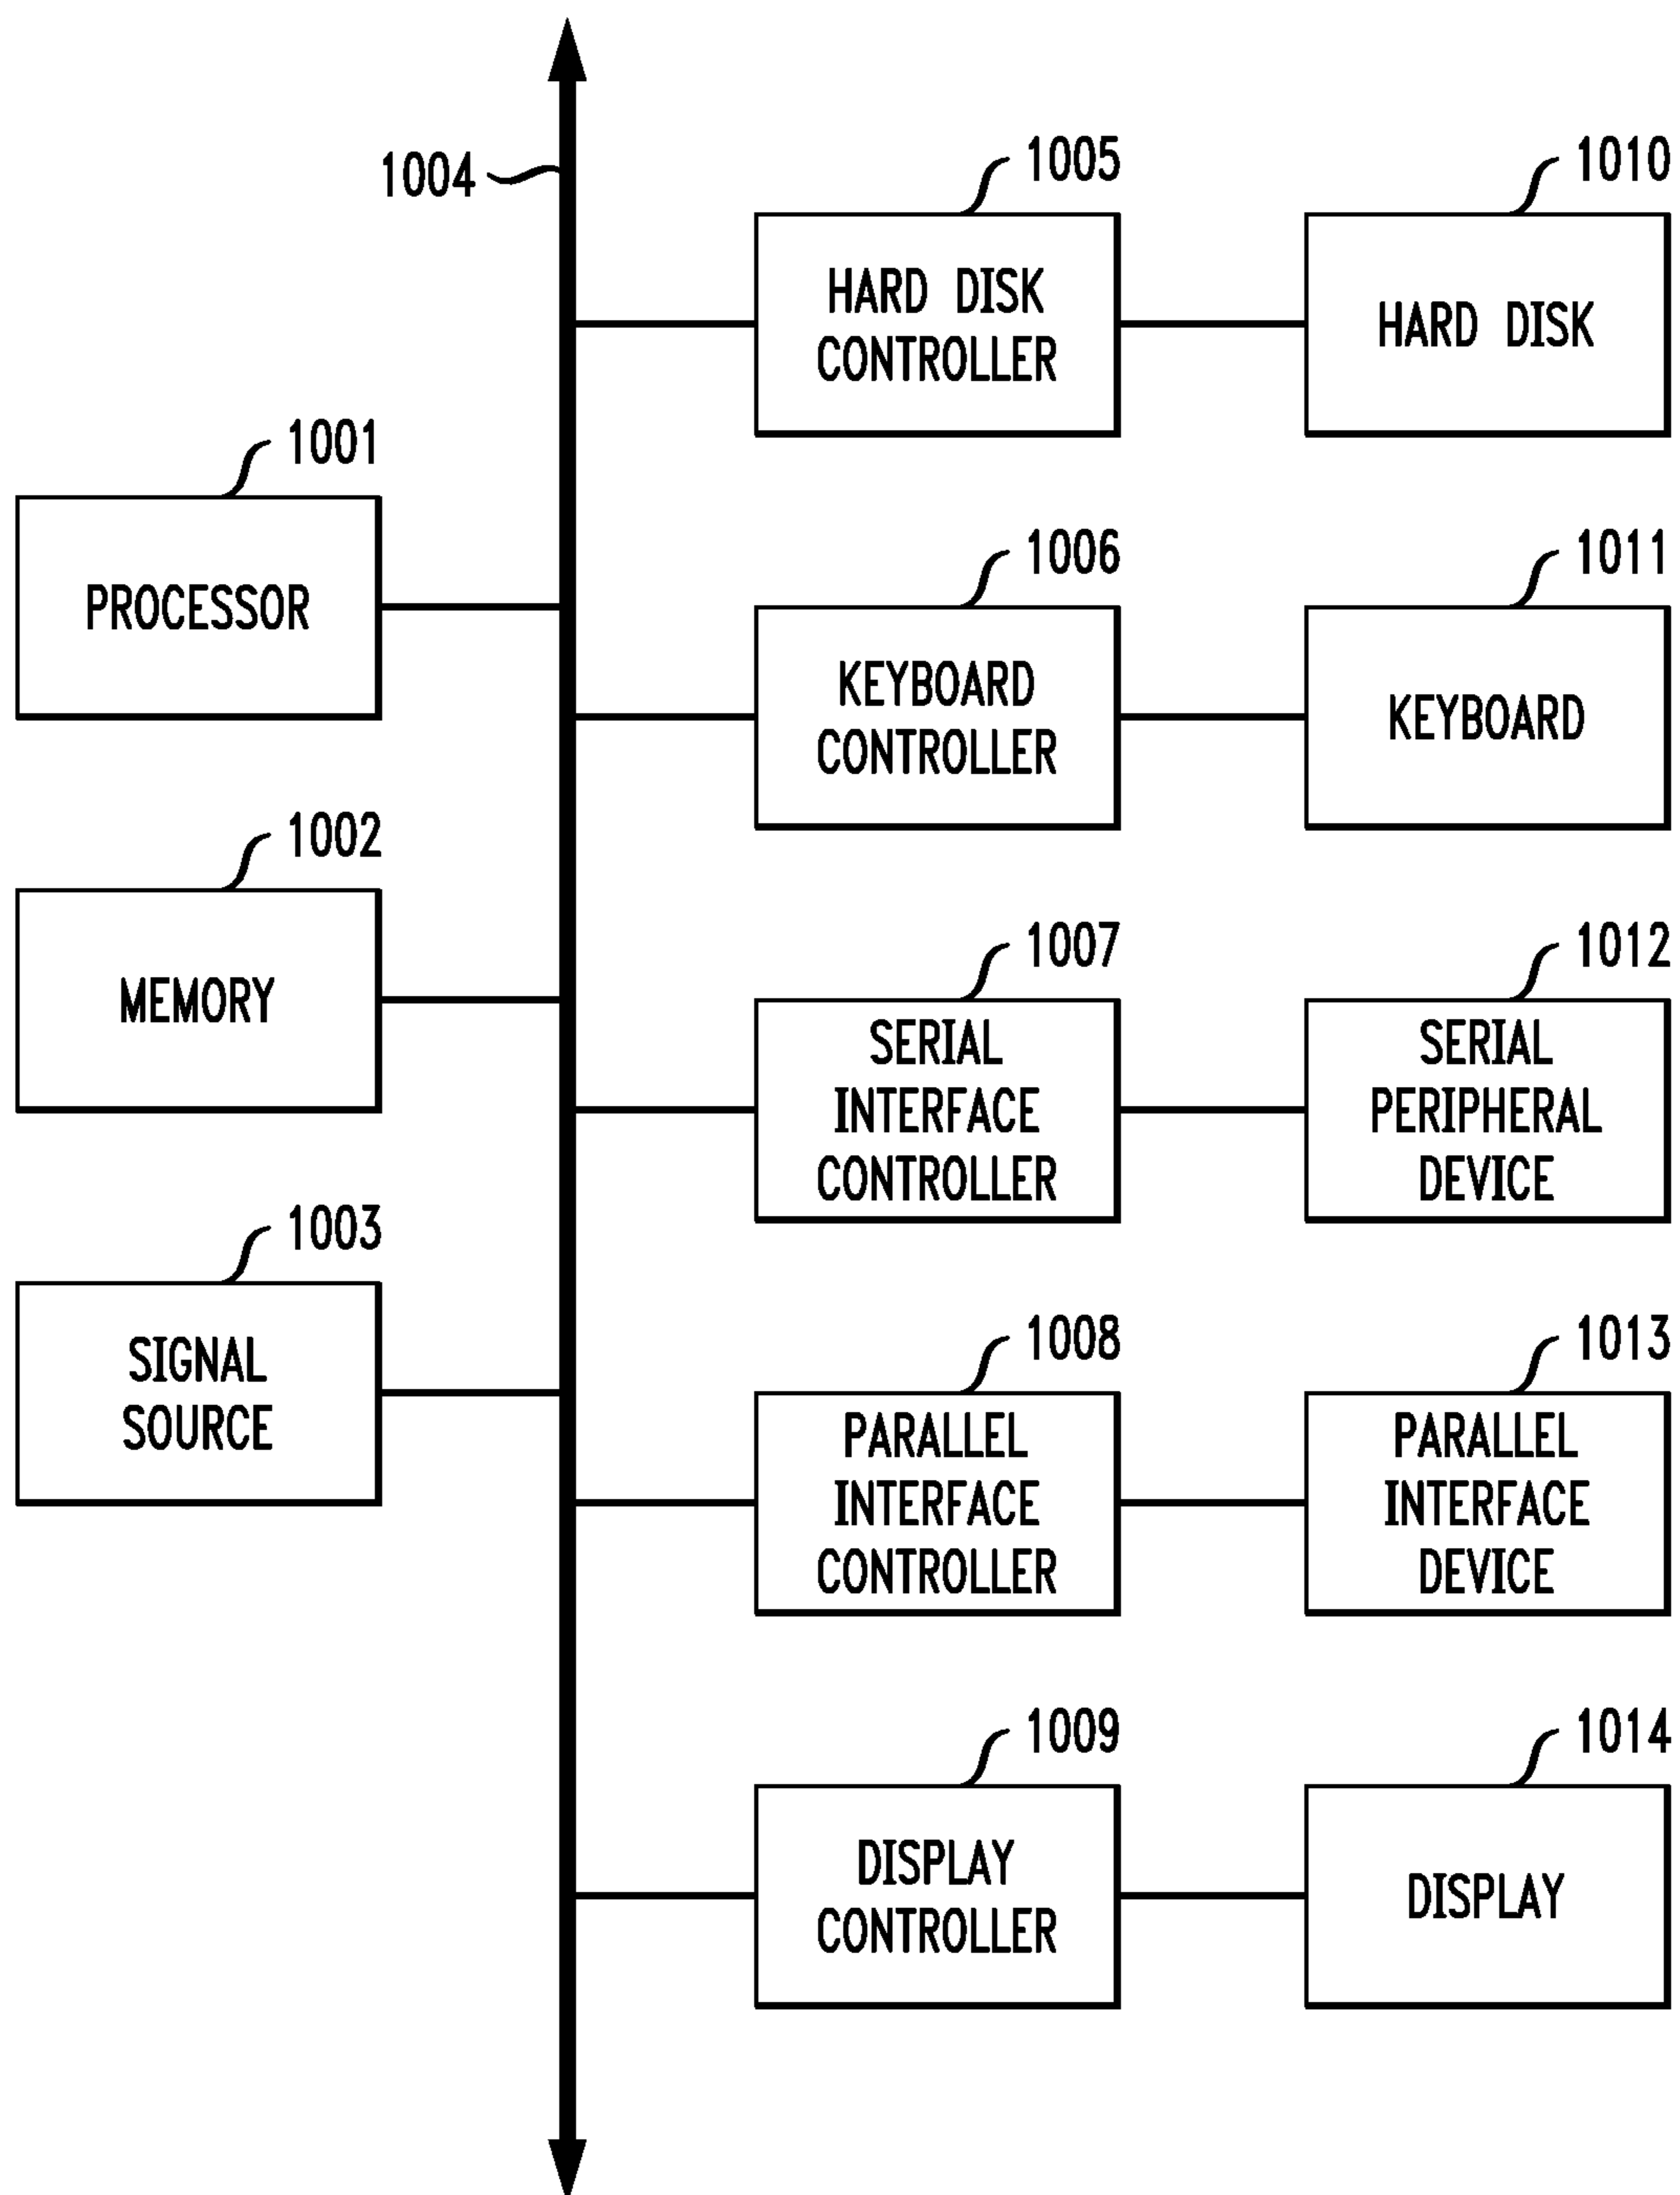 1004
1005
HARD DISK
CONTROLLER
1010
HARD DISK
1001
PROCESSOR
1006
KEYBOARD
CONTROLLER
1011
KEYBOARD
1002
MEMORY
1007
SERIAL
INTERFACE
CONTROLLER
1012
SERIAL
PERIPHERAL
DEVICE
1003
SIGNAL
SOURCE
1008
PARALLEL
INTERFACE
CONTROLLER
1013
PARALLEL
INTERFACE
DEVICE
1009
DISPLAY
CONTROLLER
1014
DISPLAY